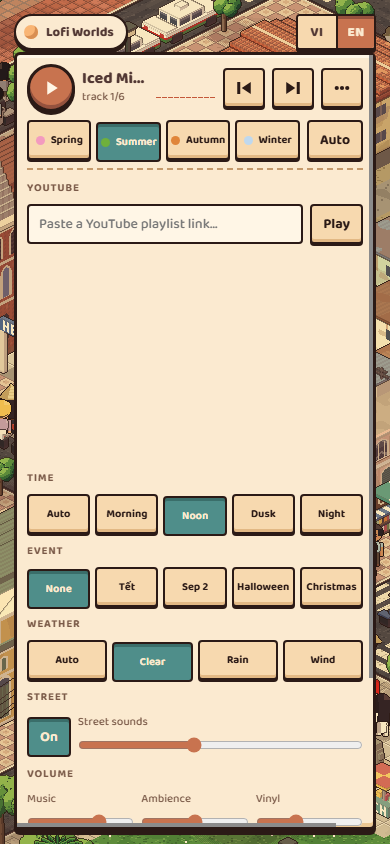 Lofi Worlds
VI EN
Iced Mi...
track 1/6
Spring Summer Autumn Winter Auto
YOUTUBE
Paste a YouTube playlist link... Play
TIME
Auto Morning Noon Dusk Night
EVENT
None Tết Sep 2 Halloween Christmas
WEATHER
Auto Clear Rain Wind
STREET
On Street sounds
VOLUME
Music Ambience Vinyl